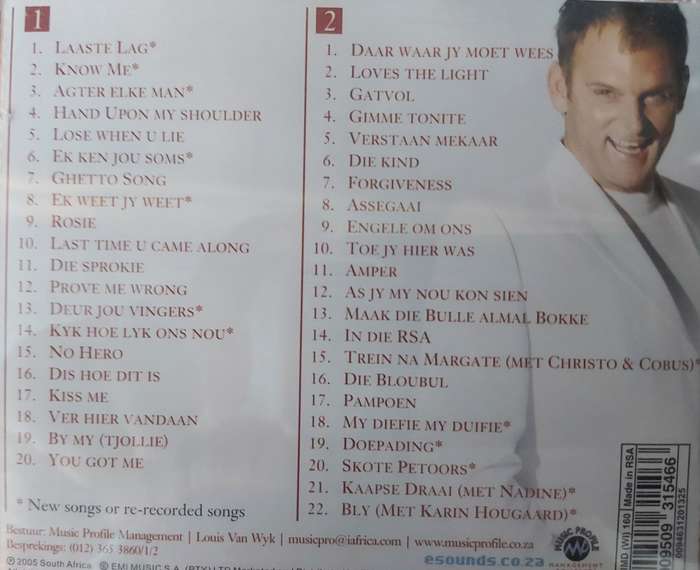 1
1. Laaste Lag*
2. Know Me*
3. Agter elke man*
4. Hand Upon my shoulder
5. Lose when u lie
6. Ek ken jou soms*
7. Ghetto Song
8. Ek weet jy weet*
9. Rosie
10. Last time u came along
11. Die sprokie
12. Prove me wrong
13. Deur jou vingers*
14. Kyk hoe lyk ons nou*
15. No Hero
16. Dis hoe dit is
17. Kiss me
18. Ver hier vandaan
19. By my (tjollie)
20. You got me
* New songs or re-recorded songs
2
1. Daar waar jy moet wees
2. Loves the light
3. Gatvol
4. Gimme tonite
5. Verstaan mekaar
6. Die kind
7. Forgiveness
8. Assegaai
9. Engele om ons
10. Toe jy hier was
11. Amper
12. As jy my nou kon sien
13. Maak die Bulle almal Bokke
14. In die RSA
15. Trein na Margate (met Christo & Cobus)*
16. Die Bloubul
17. Pampoen
18. My diefie my duifie*
19. Doepading*
20. Skote Petoors*
21. Kaapse Draai (met Nadine)*
22. Bly (Met Karin Hougaard)*
Bestuur: Music Profile Management | Louis Van Wyk | musicpro@iafrica.com | www.musicprofile.co.za
Besprekings: (012) 363 3860/1/2
esounds.co.za
℗ 2005 South Africa © EMI MUSIC S.A. (PTY) LTD
MUSIC PROFILE
MANAGEMENT
(WI) 160 | Made in RSA
009509 315466
0094631201325